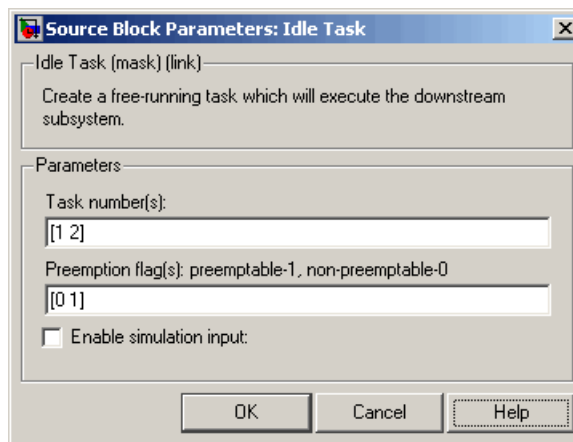 Source Block Parameters: Idle Task
Idle Task (mask) (link)
Create a free-running task which will execute the downstream
subsystem.
Parameters
Task number(s):
[1 2]
Preemption flag(s): preemptable-1, non-preemptable-0
[0 1]
Enable simulation input:
OK Cancel Help